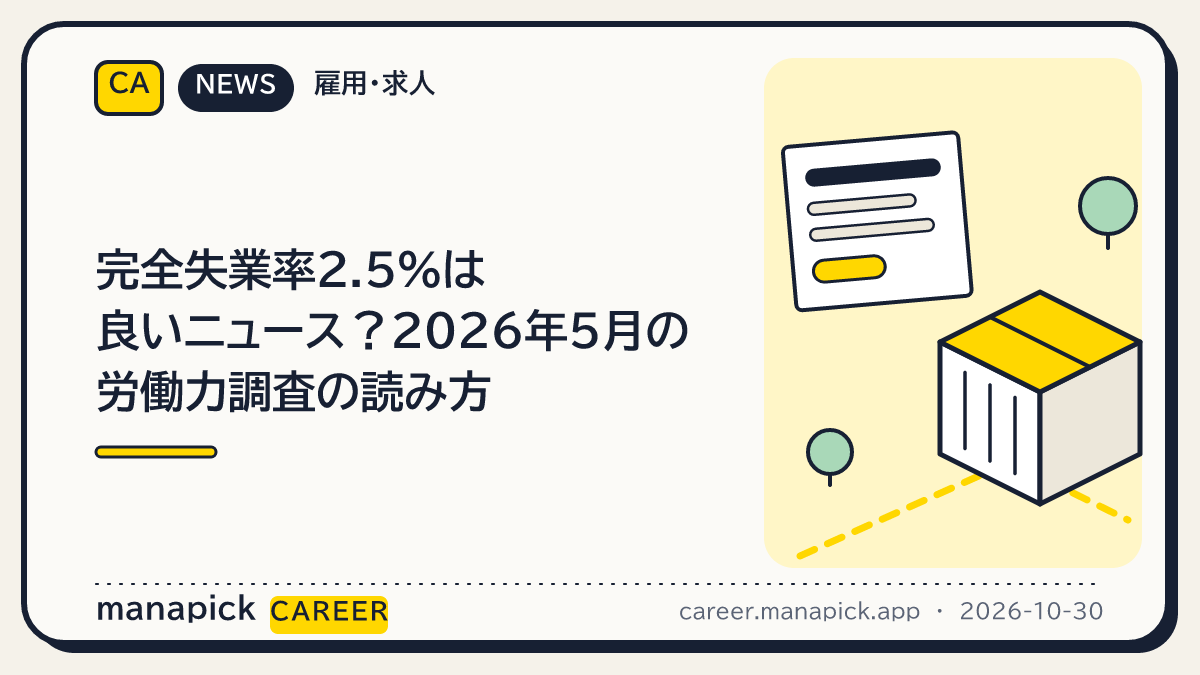 CA NEWS 雇用・求人
完全失業率2.5%は
良いニュース？2026年5月の
労働力調査の読み方
manapick CAREER
career.manapick.app ・ 2026-10-30